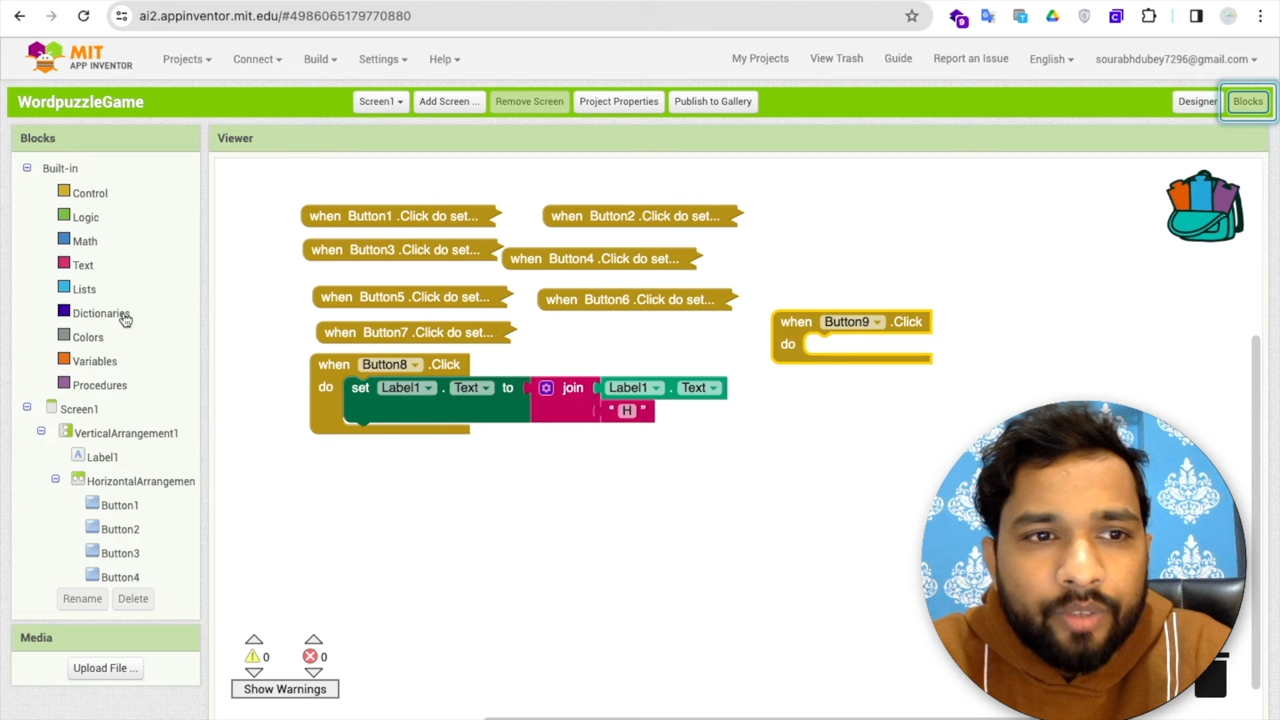 ai2.appinventor.mit.edu/#4986065179770880
9
MIT
APP INVENTOR
Projects Connect Build Settings Help My Projects View Trash Guide Report an Issue English sourabhdubey7296@gmail.com
WordpuzzleGame Screen1 Add Screen ... Remove Screen Project Properties Publish to Gallery Designer Blocks
Blocks
Viewer
Built-in
Control
Logic
Math
Text
Lists
Dictionaries
Colors
Variables
Procedures
Screen1
VerticalArrangement1
A Label1
HorizontalArrangemen
Button1
Button2
Button3
Button4
Rename Delete
Media
Upload File ...
when Button1 .Click do set...
when Button2 .Click do set...
when Button3 .Click do set...
when Button4 .Click do set...
when Button5 .Click do set...
when Button6 .Click do set...
when Button7 .Click do set...
when Button9 .Click
do
when Button8 .Click
do set Label1 . Text to join Label1 . Text
" H "
0 0
Show Warnings